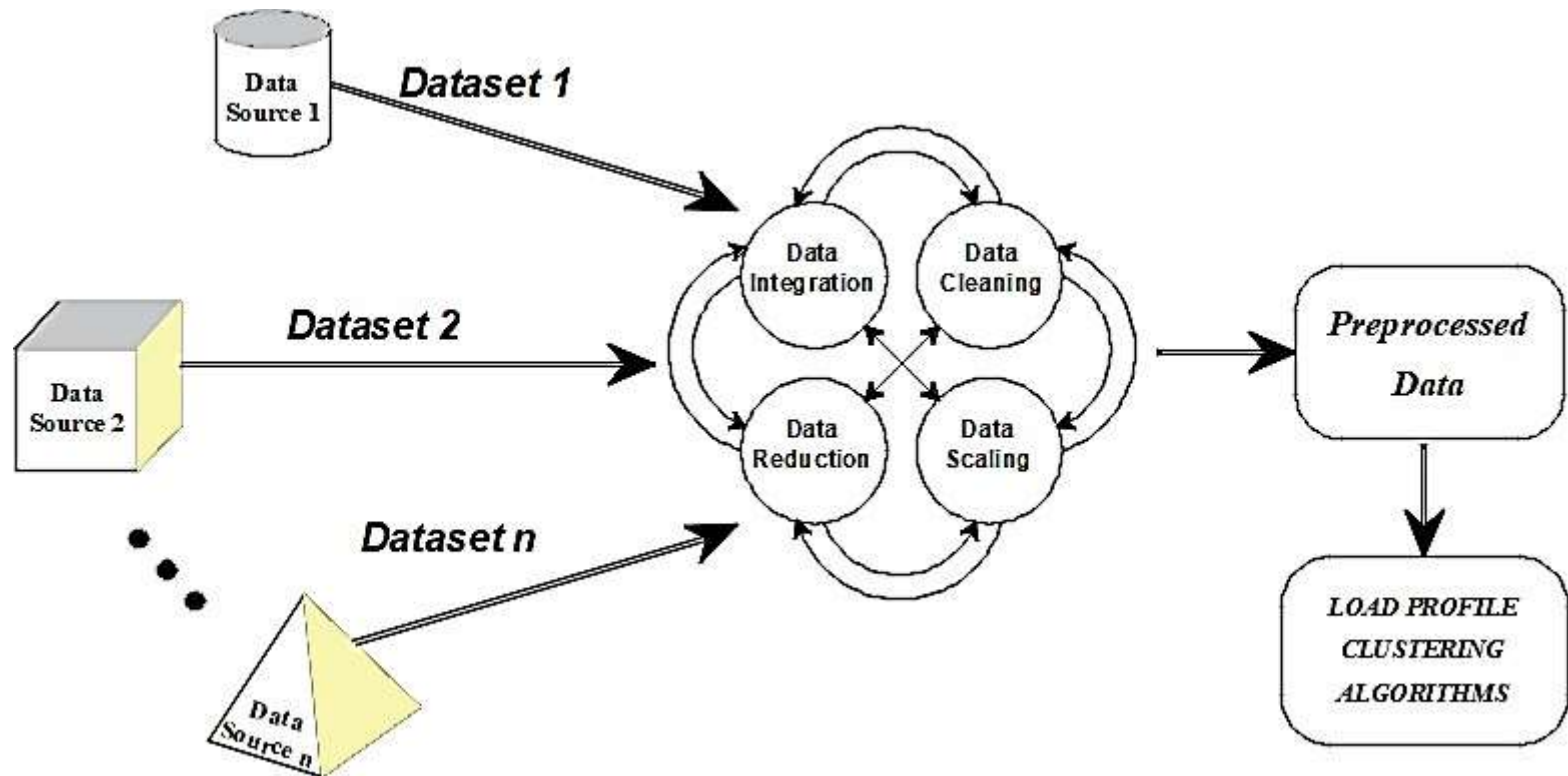 Data
Source 1
Dataset 1
Data
Integration
Data
Cleaning
Data
Source 2
Dataset 2
Preprocessed
Data
Data
Reduction
Data
Scaling
Dataset n
Data
Source n
LOAD PROFILE
CLUSTERING
ALGORITHMS